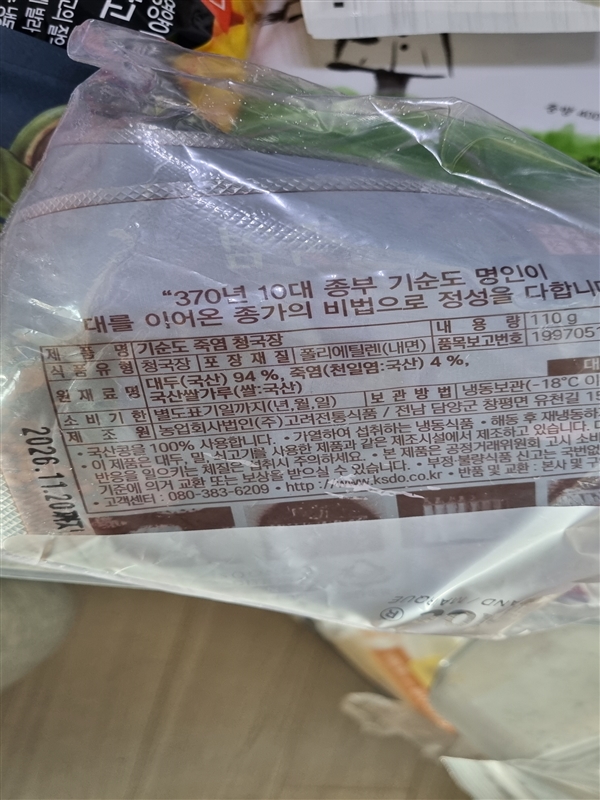 "370년 10대 종부 기순도 명인이
대를 이어온 종가의 비법으로 정성을 다합니다
제 품 명 기순도 죽염 청국장 내 용 량 110 g
식 품 유 형 청국장 포 장 재 질 폴리에틸렌(내면) 품목보고번호 1997051
원 재 료 명 대두(국산) 94 %, 죽염(천일염:국산) 4 %,
국산쌀가루(쌀:국산)
소 비 기 한 별도표기일까지(년,월,일) 보 관 방 법 냉동보관(-18°C 이
제 조 원 농업회사법인(주)고려전통식품 / 전남 담양군 창평면 유천길 15
• 국산콩을 100% 사용합니다. • 가열하여 섭취하는 냉동식품 • 해동 후 재냉동하
• 이 제품은 대두, 밀, 쇠고기를 사용한 제품과 같은 제조시설에서 제조하고 있습니다.
반응을 일으키는 체질은 섭취시 주의하세요. • 본 제품은 공정거래위원회 고시 소비
기준에 의거 교환 또는 보상을 받으실 수 있습니다. • 부정·불량식품 신고는 국번없
• 고객센터 : 080-383-6209 • http://www.ksdo.co.kr • 반품 및 교환 : 본사 및 구
2026.11.20까지